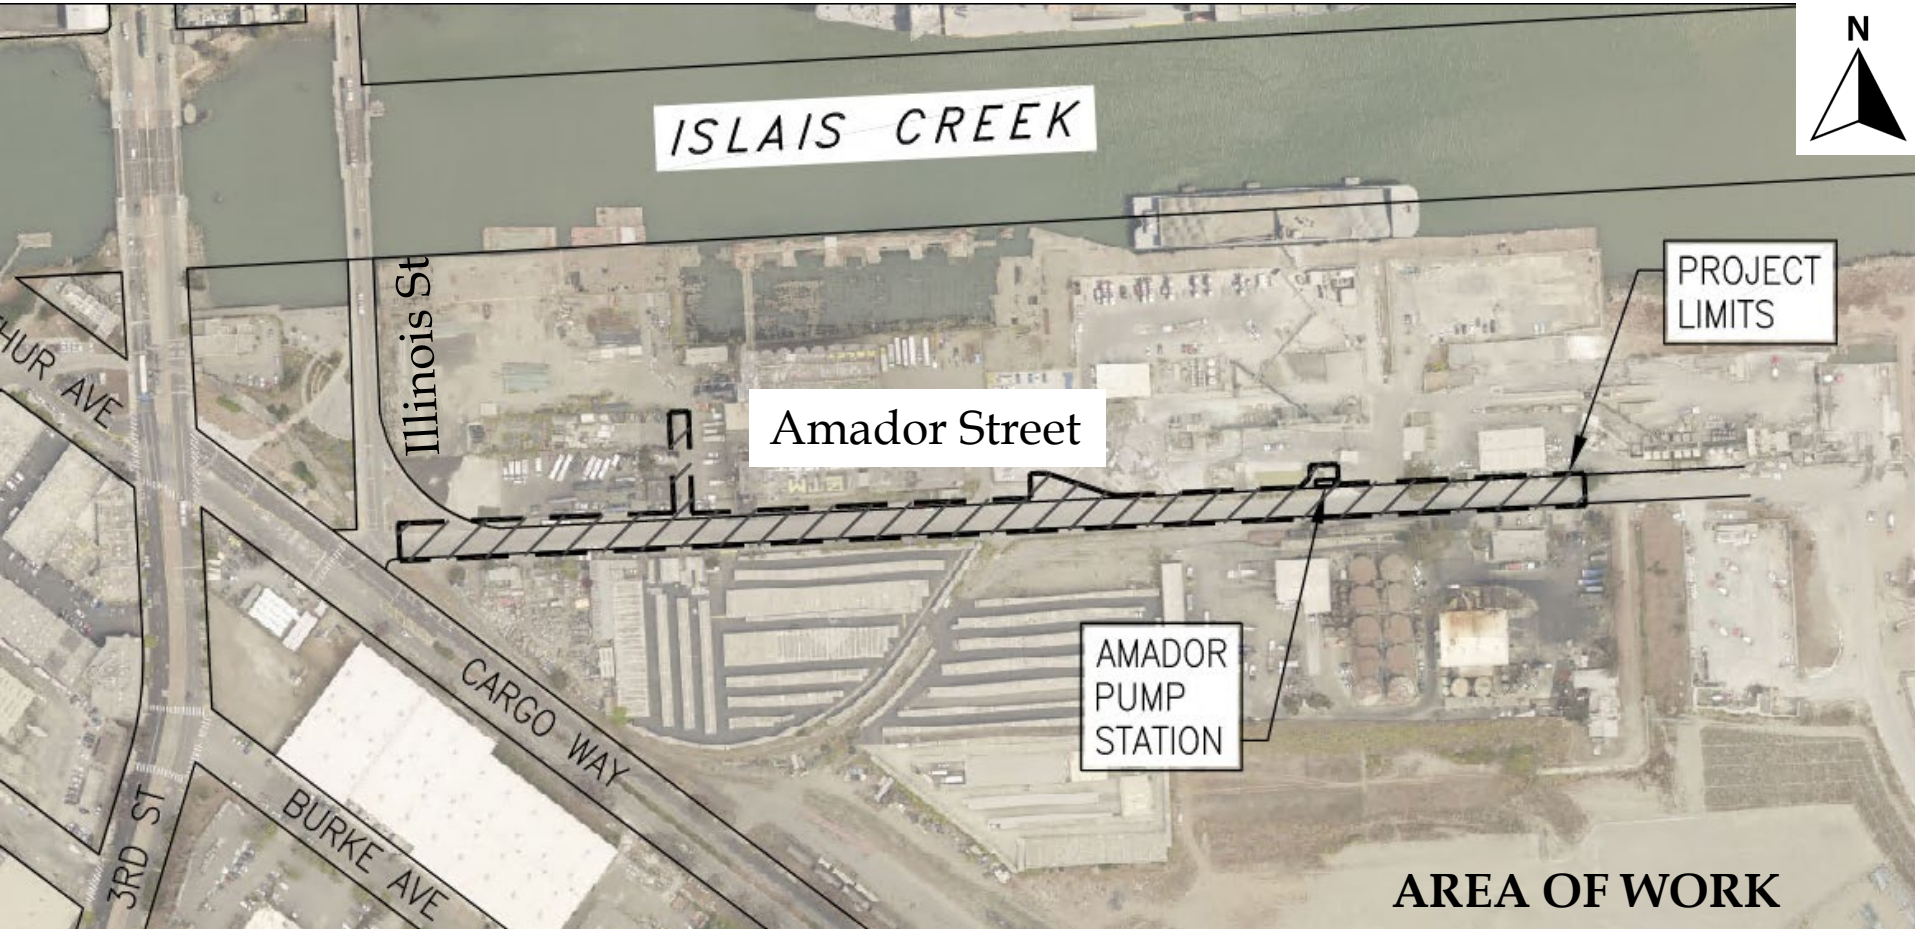 N
ISLAIS CREEK
PROJECT
LIMITS
Illinois St
THUR AVE
Amador Street
AMADOR
PUMP
STATION
CARGO WAY
3RD ST
BURKE AVE
AREA OF WORK